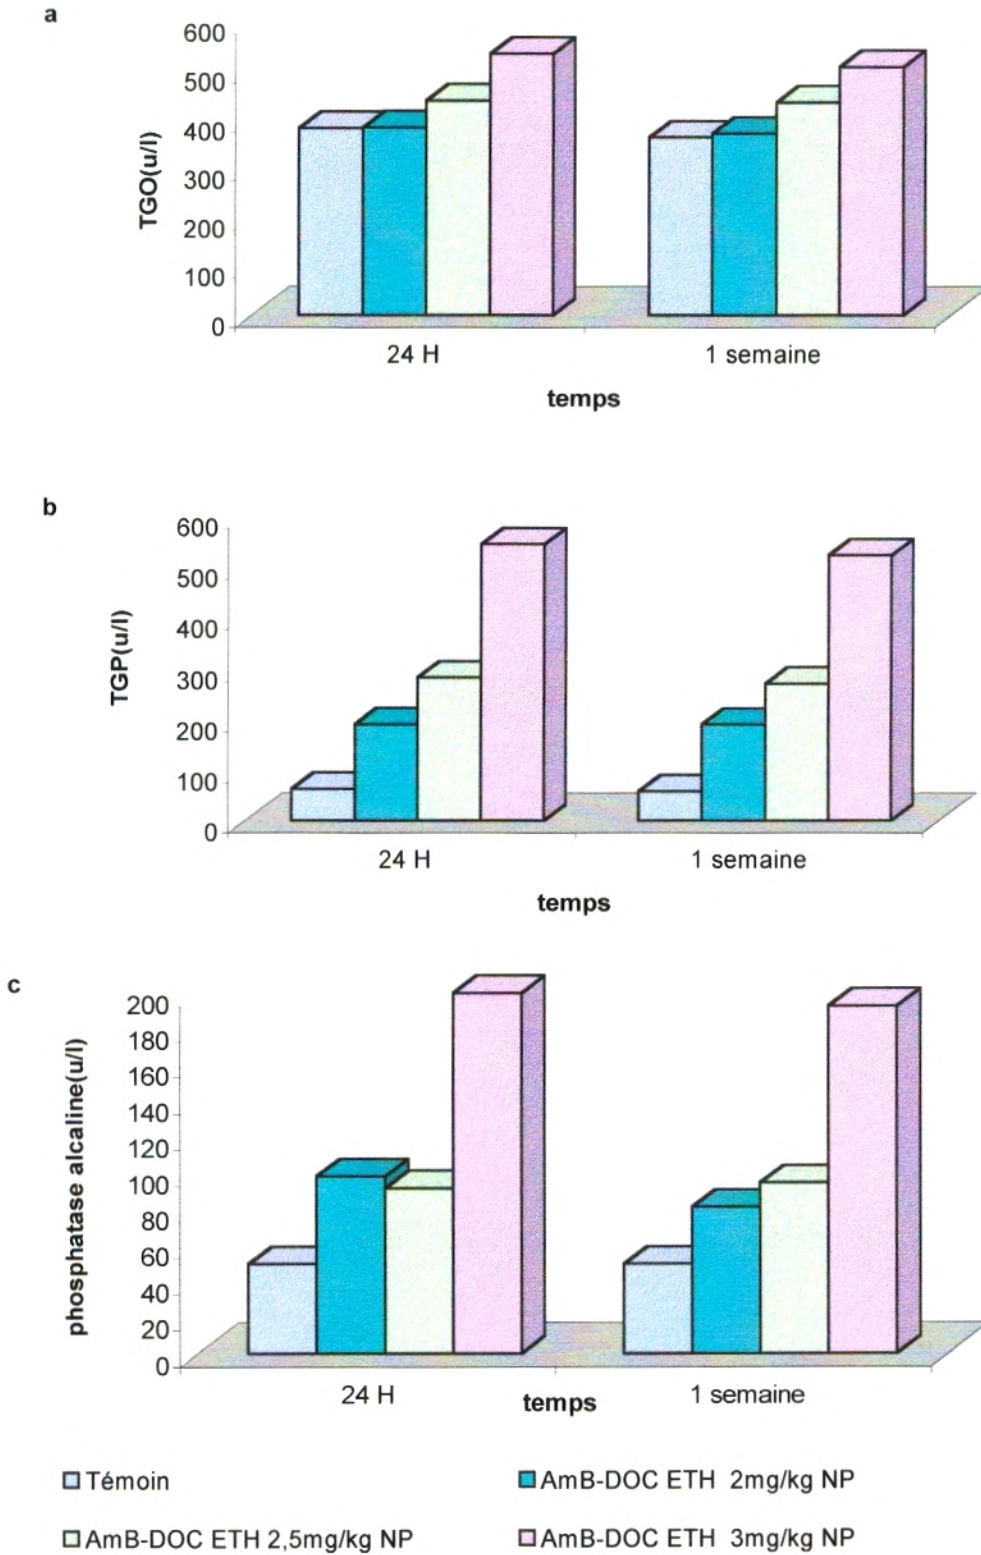 a
TGO(u/l)
600
500
400
300
200
100
0
24 H 1 semaine
temps
b
TGP(u/l)
600
500
400
300
200
100
0
24 H 1 semaine
temps
c
phosphatase alcaline(u/l)
200
180
160
140
120
100
80
60
40
20
0
24 H 1 semaine
temps
Témoin AmB-DOC ETH 2mg/kg NP
AmB-DOC ETH 2,5mg/kg NP AmB-DOC ETH 3mg/kg NP